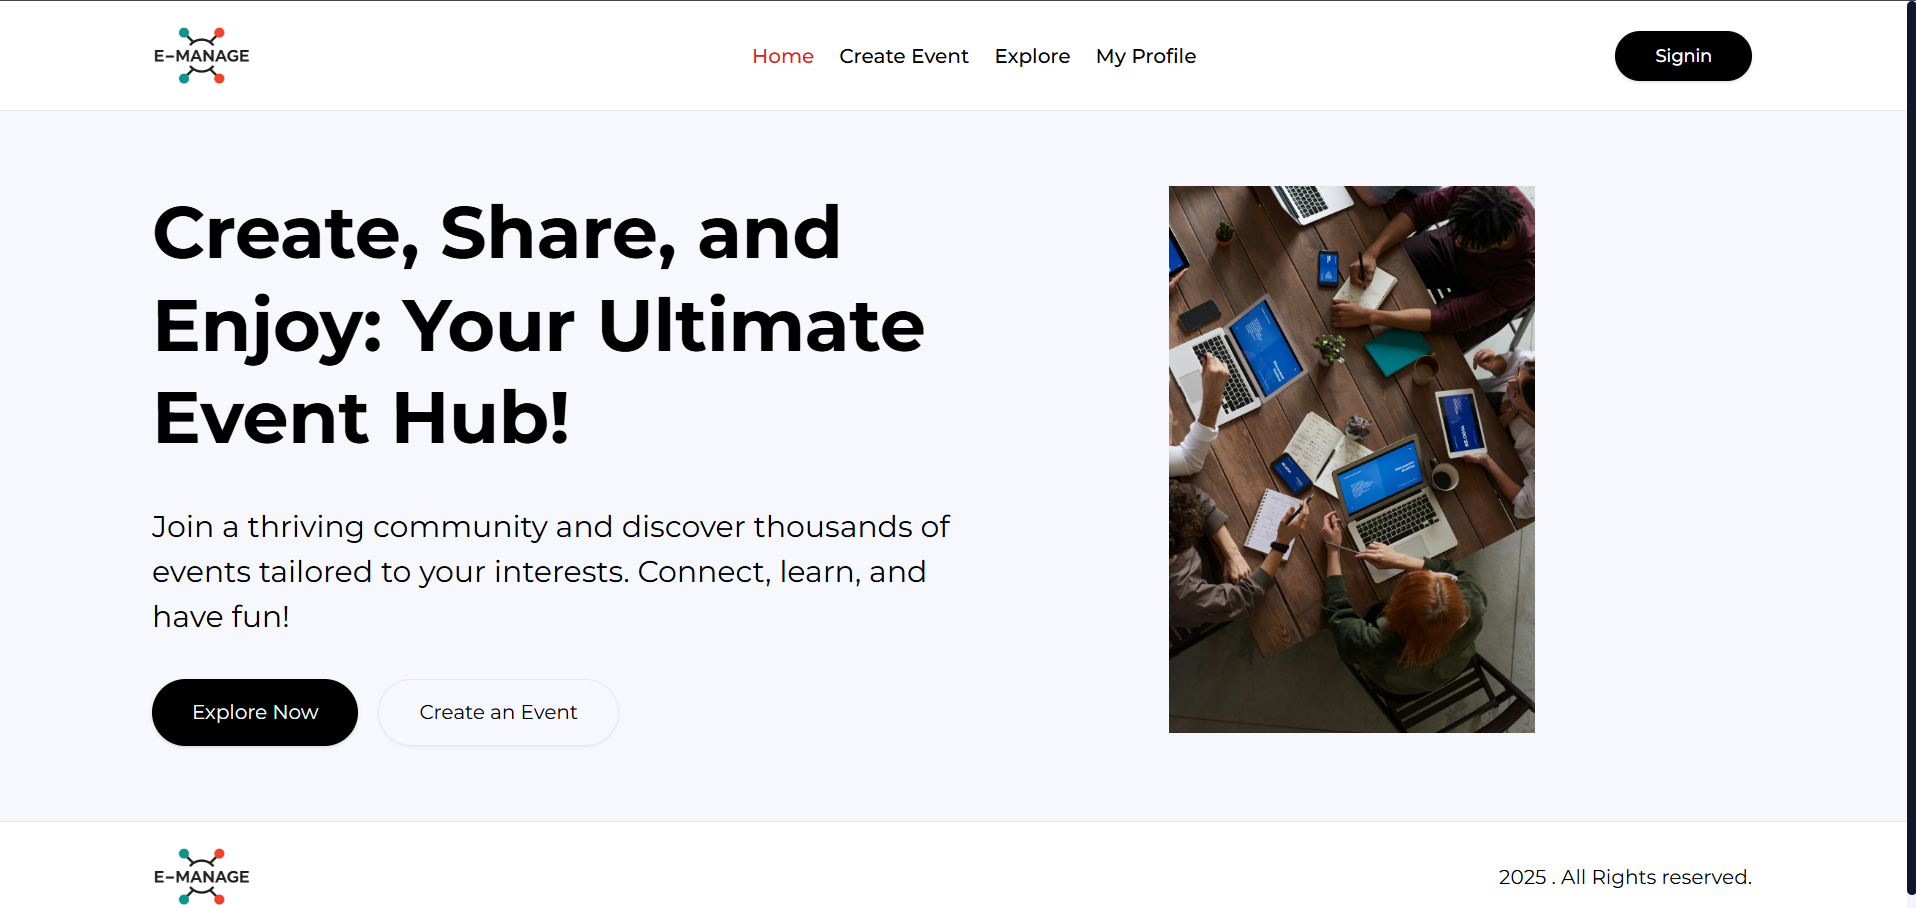 E-MANAGE
Home Create Event Explore My Profile
Signin
Create, Share, and
Enjoy: Your Ultimate
Event Hub!
Join a thriving community and discover thousands of
events tailored to your interests. Connect, learn, and
have fun!
Explore Now
Create an Event
E-MANAGE
2025 . All Rights reserved.